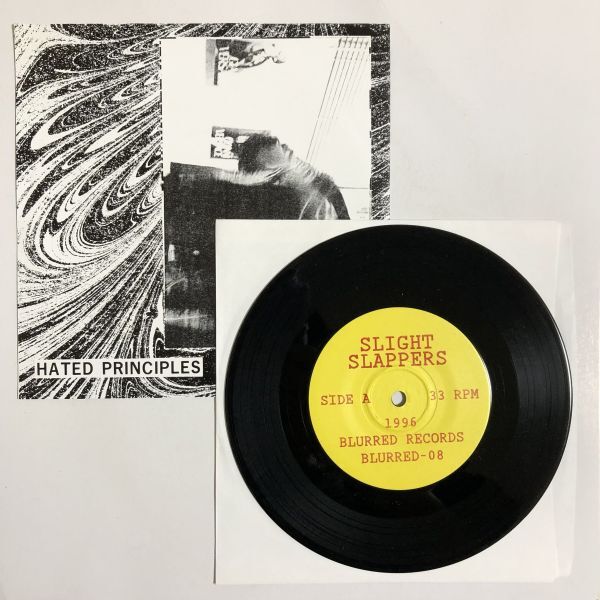 HATED PRINCIPLES
SLIGHT
SLAPPERS
SIDE A 33 RPM
1996
BLURRED RECORDS
BLURRED-08